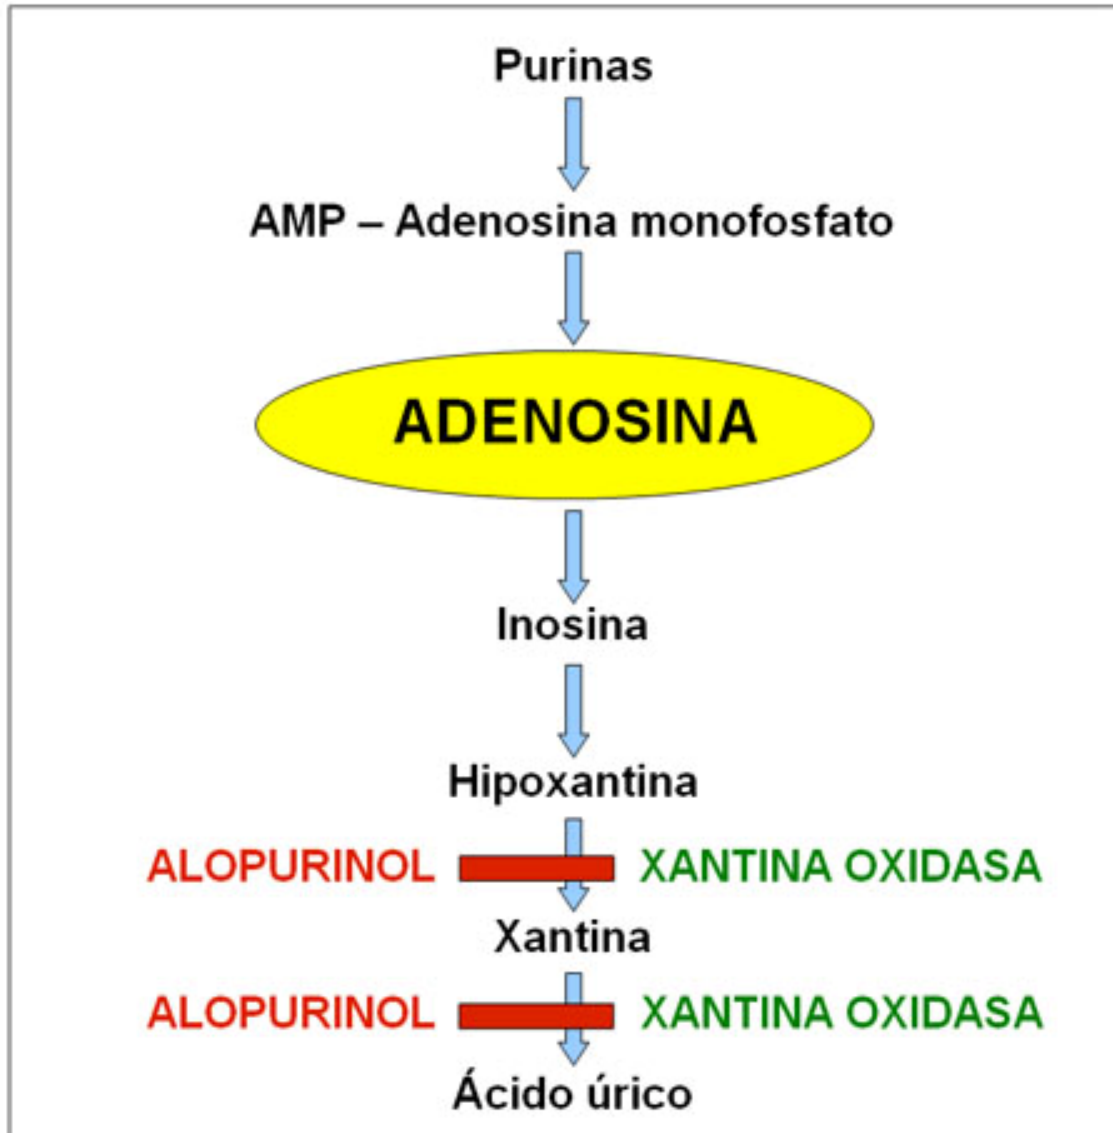 Purinas
AMP – Adenosina monofosfato
ADENOSINA
Inosina
Hipoxantina
ALOPURINOL XANTINA OXIDASA
Xantina
ALOPURINOL XANTINA OXIDASA
Ácido úrico